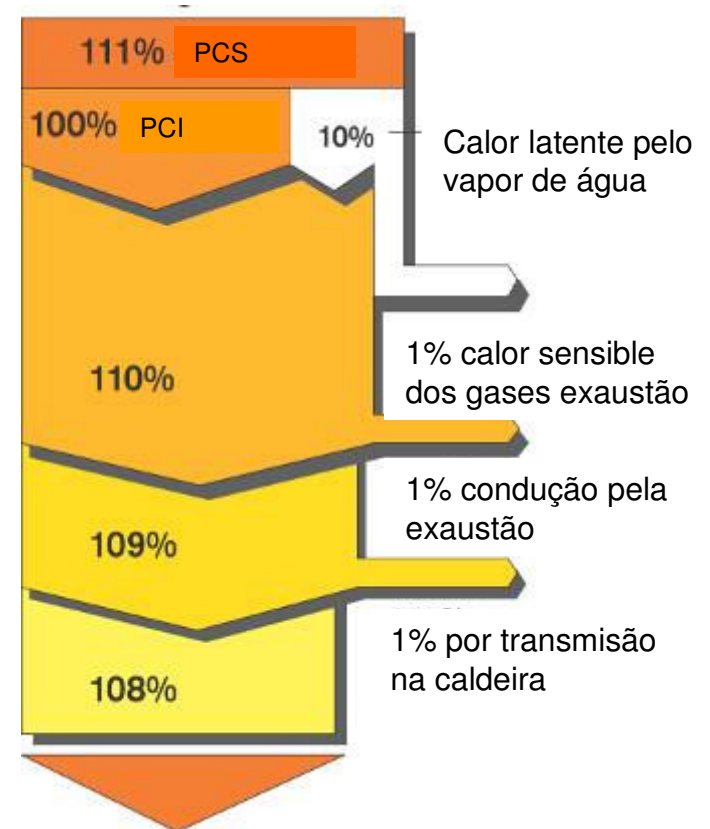 111% PCS
100% PCI
10%
Calor latente pelo
vapor de água
110%
1% calor sensible
dos gases exaustão
109%
1% condução pela
exaustão
108%
1% por transmisão
na caldeira